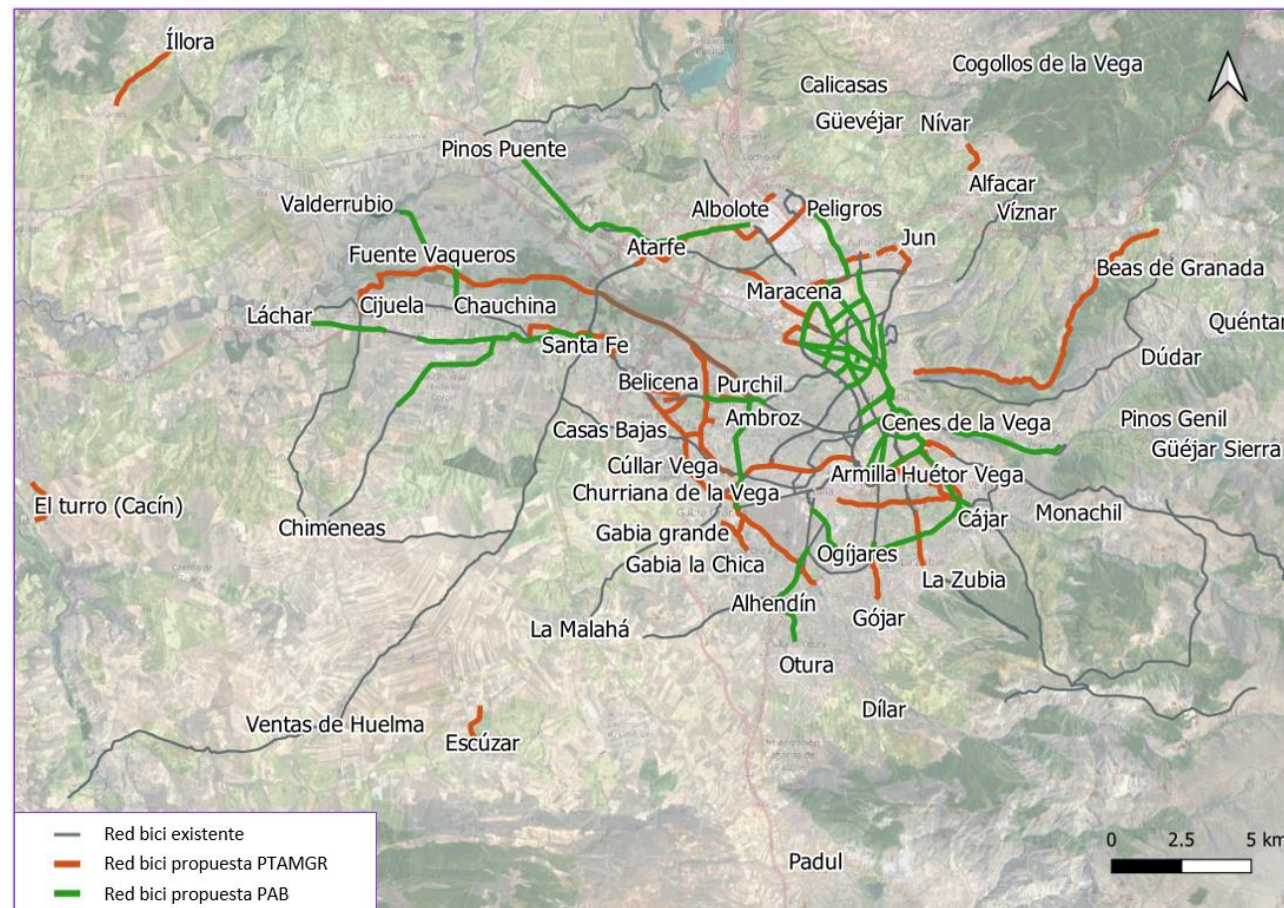 Íllora
Cogollos de la Vega
Calicasas
Güevéjar
Nívar
Pinos Puente
Alfacar
Víznar
Valderrubio
Albolote
Peligros
Jun
Atarfe
Fuente Vaqueros
Beas de Granada
Maracena
Cijuela
Chauchina
Láchar
Quéntar
Santa Fe
Dúdar
Belicena
Purchil
Ambroz
Cenes de la Vega
Pinos Genil
Casas Bajas
Güéjar Sierra
Cúllar Vega
Armilla
Huétor Vega
Churriana de la Vega
El turro (Cacín)
Cájar
Monachil
Chimeneas
Gabia grande
Ogíjares
Gabia la Chica
La Zubia
Alhendín
Gójar
La Malahá
Otura
Dílar
Ventas de Huelma
Escúzar
Padul
0 2.5 5 km
Red bici existente
Red bici propuesta PTAMGR
Red bici propuesta PAB